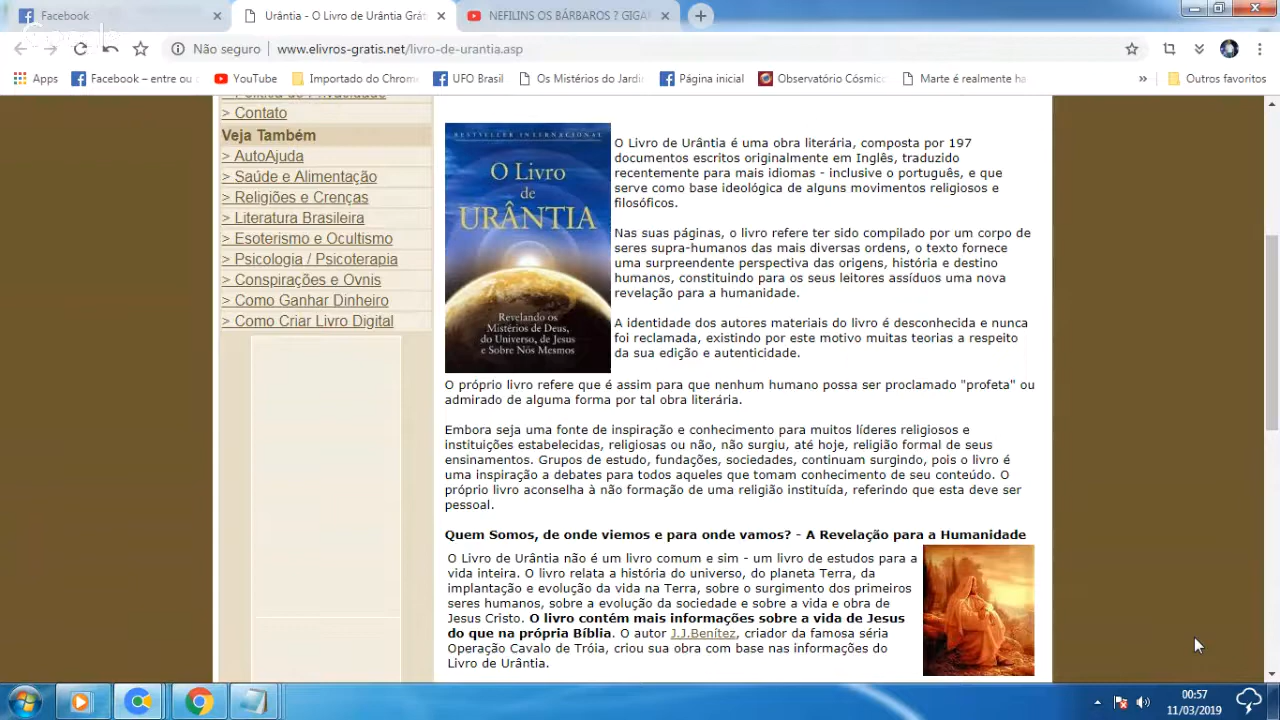 Facebook
Urântia - O Livro de Urântia Grát
NEFILINS OS BÁRBAROS ? GIGA
Não seguro
www.elivros-gratis.net/livro-de-urantia.asp
Apps
Facebook – entre ou c
YouTube
Importado do Chrome
UFO Brasil
Os Mistérios do Jardir
Página inicial
Observatório Cósmico
Marte é realmente ha
»
Outros favoritos
> Política de Privacidade
> Contato
Veja Também
> AutoAjuda
> Saúde e Alimentação
> Religiões e Crenças
> Literatura Brasileira
> Esoterismo e Ocultismo
> Psicologia / Psicoterapia
> Conspirações e Ovnis
> Como Ganhar Dinheiro
> Como Criar Livro Digital
BESTSELLER INTERNACIONAL
O Livro
de
URÂNTIA
Revelando os
Mistérios de Deus,
do Universo, de Jesus
e Sobre Nós Mesmos
O Livro de Urântia é uma obra literária, composta por 197
documentos escritos originalmente em Inglês, traduzido
recentemente para mais idiomas - inclusive o português, e que
serve como base ideológica de alguns movimentos religiosos e
filosóficos.
Nas suas páginas, o livro refere ter sido compilado por um corpo de
seres supra-humanos das mais diversas ordens, o texto fornece
uma surpreendente perspectiva das origens, história e destino
humanos, constituindo para os seus leitores assíduos uma nova
revelação para a humanidade.
A identidade dos autores materiais do livro é desconhecida e nunca
foi reclamada, existindo por este motivo muitas teorias a respeito
da sua edição e autenticidade.
O próprio livro refere que é assim para que nenhum humano possa ser proclamado "profeta" ou
admirado de alguma forma por tal obra literária.
Embora seja uma fonte de inspiração e conhecimento para muitos líderes religiosos e
instituições estabelecidas, religiosas ou não, não surgiu, até hoje, religião formal de seus
ensinamentos. Grupos de estudo, fundações, sociedades, continuam surgindo, pois o livro é
uma inspiração a debates para todos aqueles que tomam conhecimento de seu conteúdo. O
próprio livro aconselha à não formação de uma religião instituída, referindo que esta deve ser
pessoal.
Quem Somos, de onde viemos e para onde vamos? - A Revelação para a Humanidade
O Livro de Urântia não é um livro comum e sim - um livro de estudos para a
vida inteira. O livro relata a história do universo, do planeta Terra, da
implantação e evolução da vida na Terra, sobre o surgimento dos primeiros
seres humanos, sobre a evolução da sociedade e sobre a vida e obra de
Jesus Cristo. O livro contém mais informações sobre a vida de Jesus
do que na própria Bíblia. O autor J.J.Benítez, criador da famosa série
Operação Cavalo de Tróia, criou sua obra com base nas informações do
Livro de Urântia.
00:57
11/03/2019